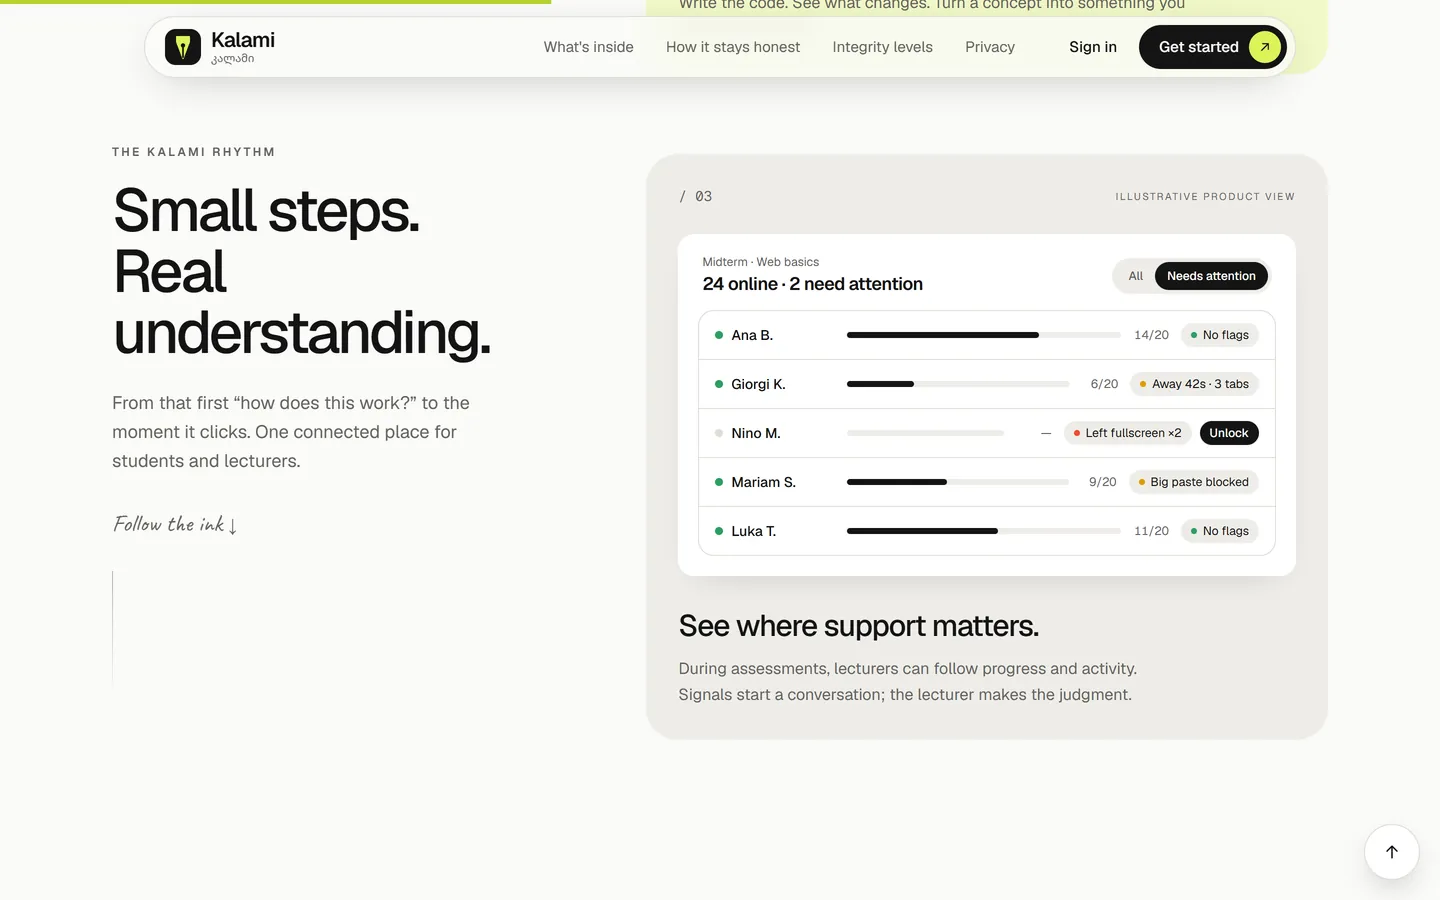 Write the code. See what changes. Turn a concept into something you
Kalami
კალამი
What's inside
How it stays honest
Integrity levels
Privacy
Sign in
Get started
THE KALAMI RHYTHM
Small steps.
Real
understanding.
From that first “how does this work?” to the
moment it clicks. One connected place for
students and lecturers.
Follow the ink ↓
/ 03
ILLUSTRATIVE PRODUCT VIEW
Midterm · Web basics
24 online · 2 need attention
All
Needs attention
Ana B. 14/20 No flags
Giorgi K. 6/20 Away 42s · 3 tabs
Nino M. — Left fullscreen ×2 Unlock
Mariam S. 9/20 Big paste blocked
Luka T. 11/20 No flags
See where support matters.
During assessments, lecturers can follow progress and activity.
Signals start a conversation; the lecturer makes the judgment.